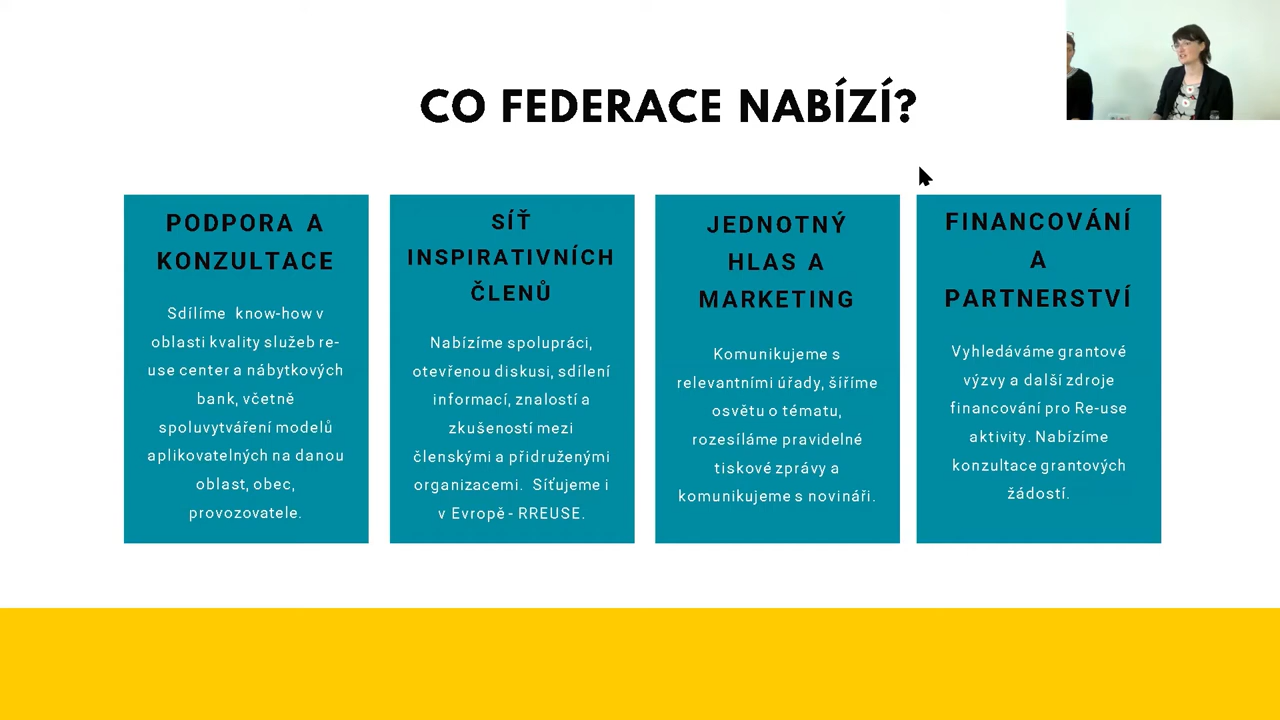 CO FEDERACE NABÍZÍ?
PODPORA A
KONZULTACE
Sdílíme know-how v
oblasti kvality služeb re-
use center a nábytkových
bank, včetně
spoluvytváření modelů
aplikovatelných na danou
oblast, obec,
provozovatele.
SÍŤ
INSPIRATIVNÍCH
ČLENŮ
Nabízíme spolupráci,
otevřenou diskusi, sdílení
informací, znalostí a
zkušeností mezi
členskými a přidruženými
organizacemi. Síťujeme i
v Evropě - RREUSE.
JEDNOTNÝ
HLAS A
MARKETING
Komunikujeme s
relevantními úřady, šíříme
osvětu o tématu,
rozesíláme pravidelné
tiskové zprávy a
komunikujeme s novináři.
FINANCOVÁNÍ
A
PARTNERSTVÍ
Vyhledáváme grantové
výzvy a další zdroje
financování pro Re-use
aktivity. Nabízíme
konzultace grantových
žádostí.